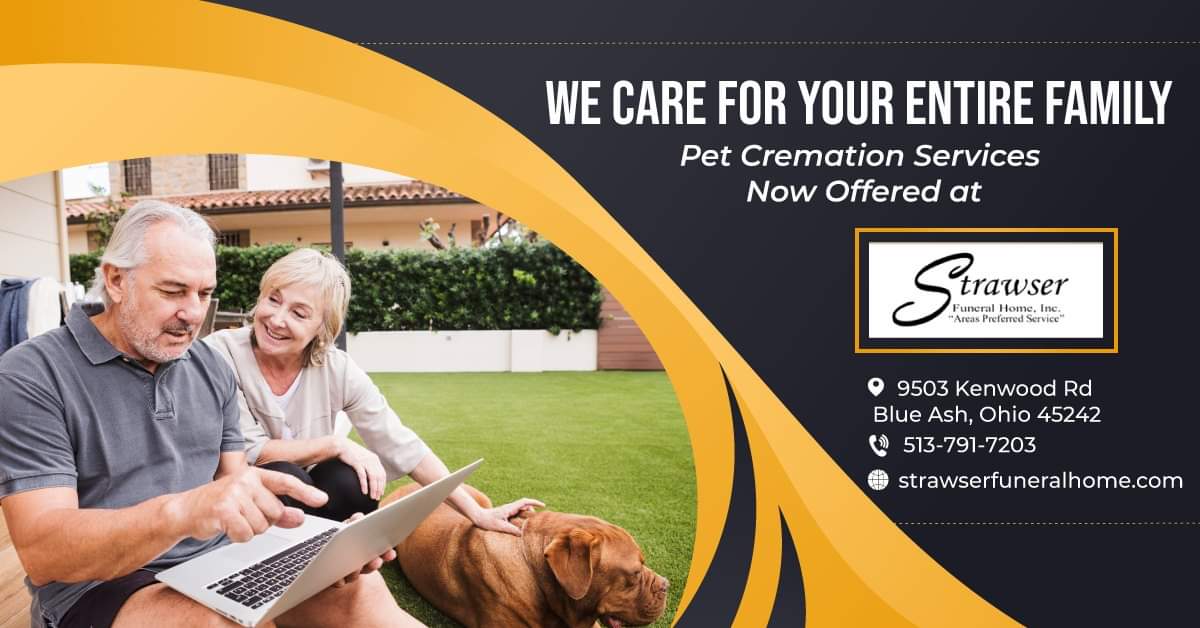 WE CARE FOR YOUR ENTIRE FAMILY
Pet Cremation Services
Now Offered at
Strawser
Funeral Home, Inc.
"Areas Preferred Service"
9503 Kenwood Rd
Blue Ash, Ohio 45242
513-791-7203
strawserfuneralhome.com